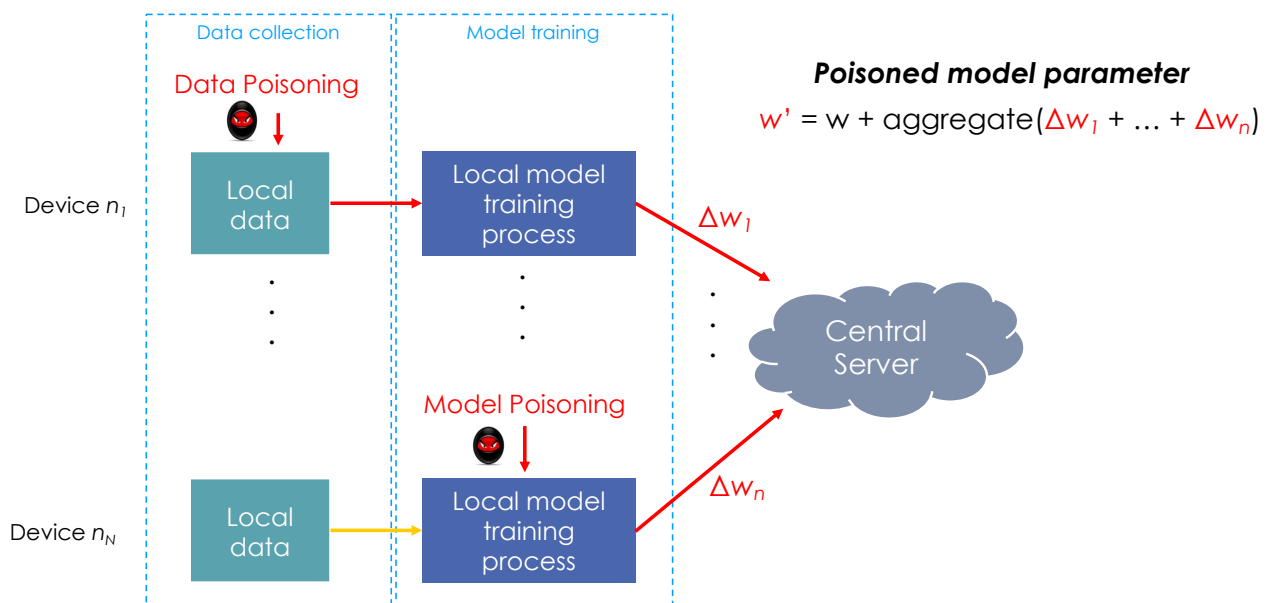 Data collection
Model training
Data Poisoning
Poisoned model parameter
w’ = w + aggregate(Δw1 + … + Δwn)
Device n1
Local
data
Local model
training
process
Δw1
Central
Server
Model Poisoning
Device nN
Local
data
Local model
training
process
Δwn